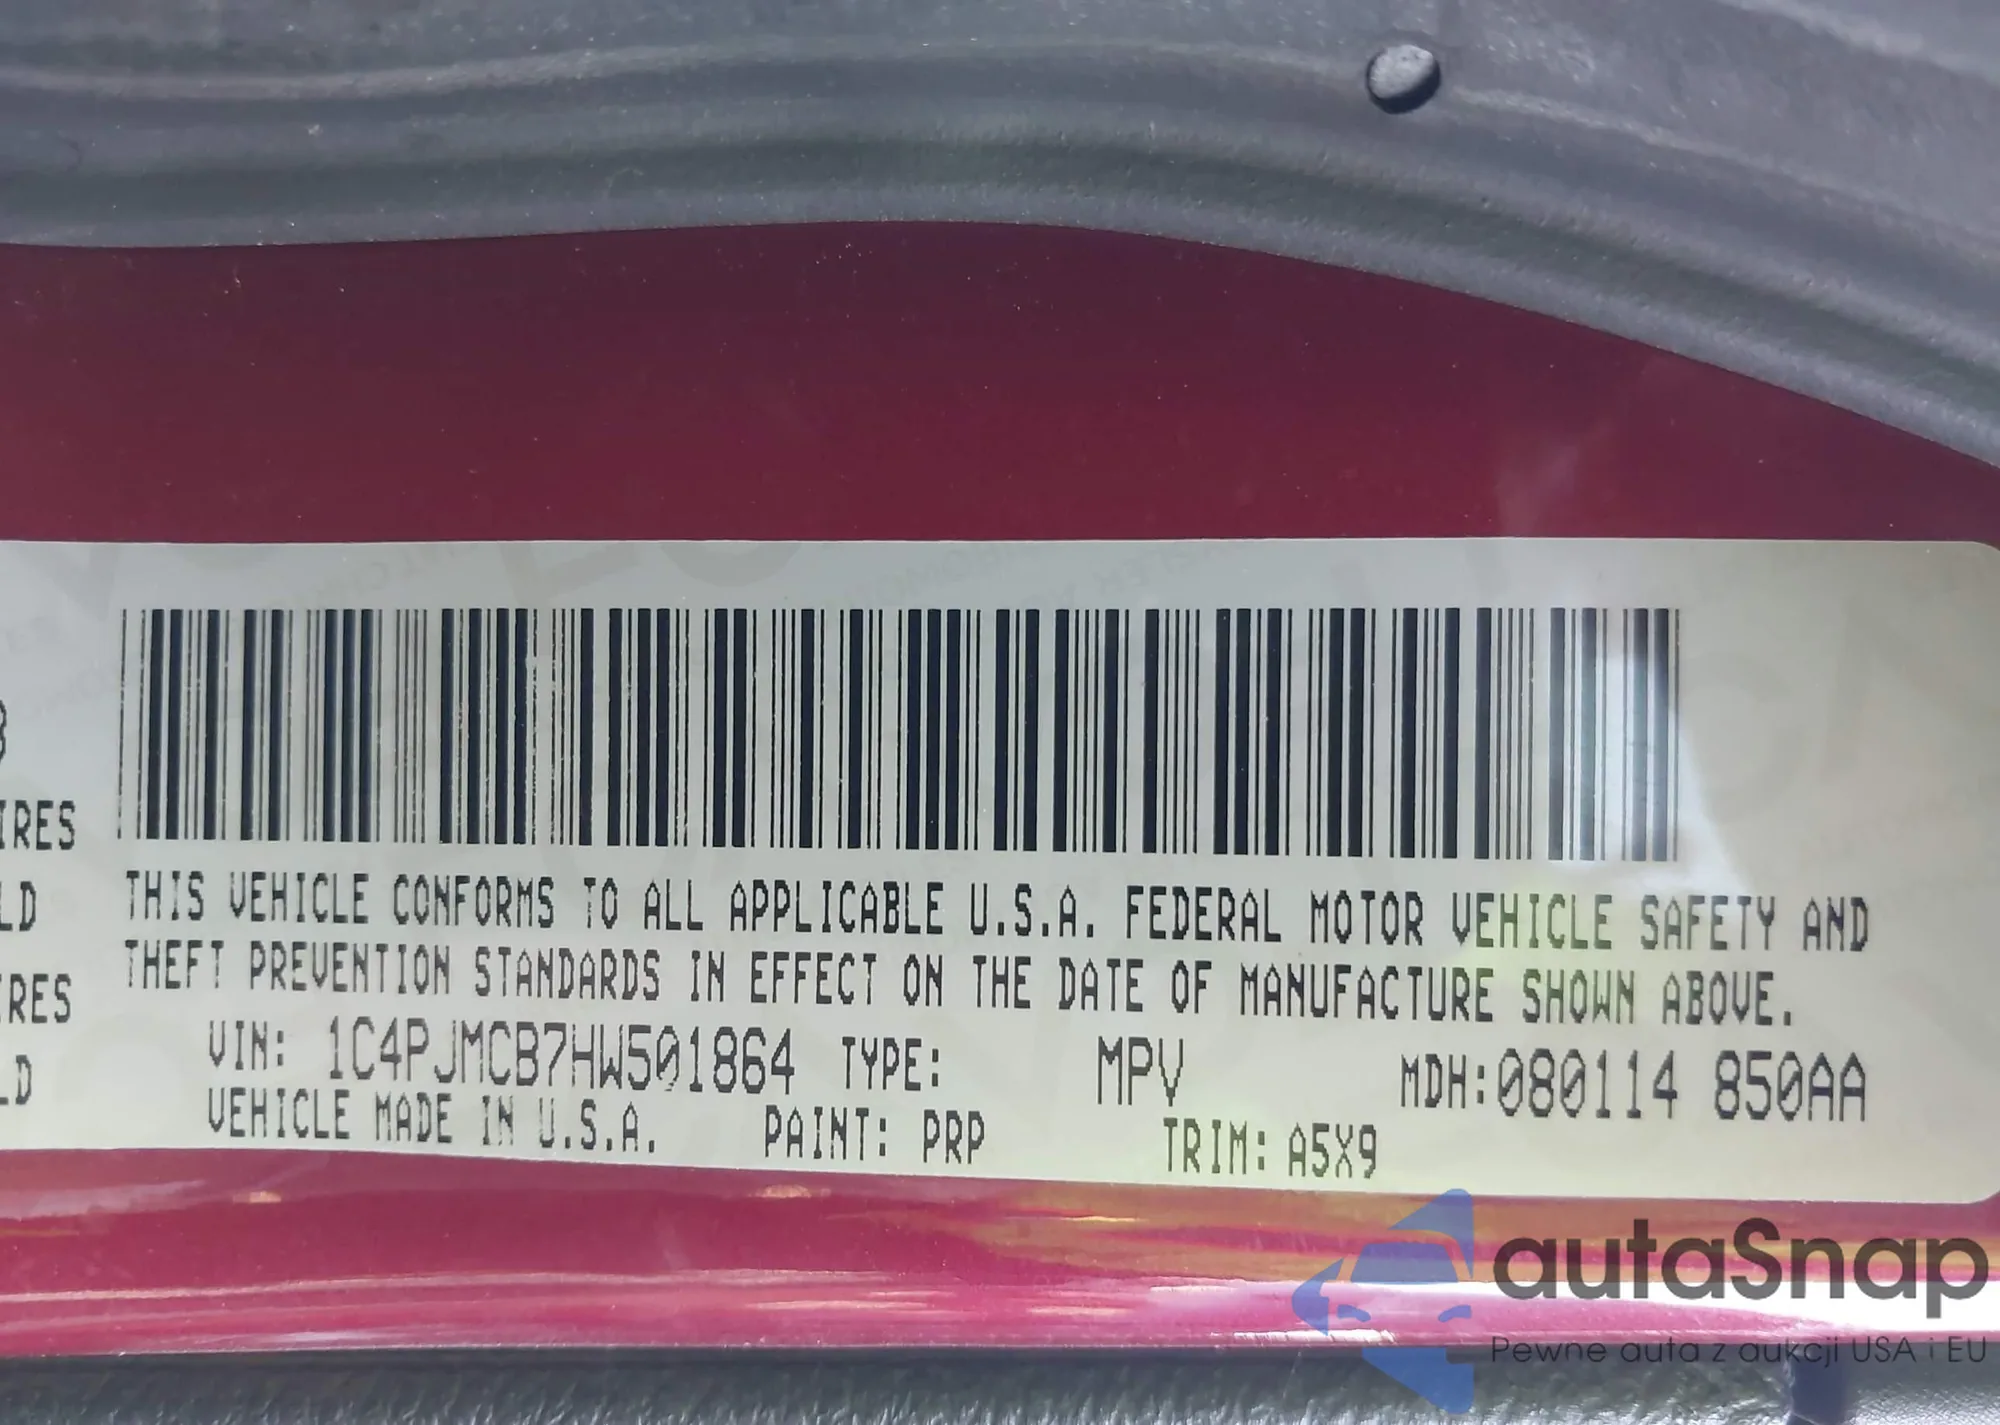 IRES
LD
IRES
LD
THIS VEHICLE CONFORMS TO ALL APPLICABLE U.S.A. FEDERAL MOTOR VEHICLE SAFETY AND
THEFT PREVENTION STANDARDS IN EFFECT ON THE DATE OF MANUFACTURE SHOWN ABOVE.
VIN: 1C4PJMCB7HW501864 TYPE: MPV MDH:080114 850AA
VEHICLE MADE IN U.S.A. PAINT: PRP TRIM: A5X9
autaSnap
Pewne auta z aukcji USA i EU